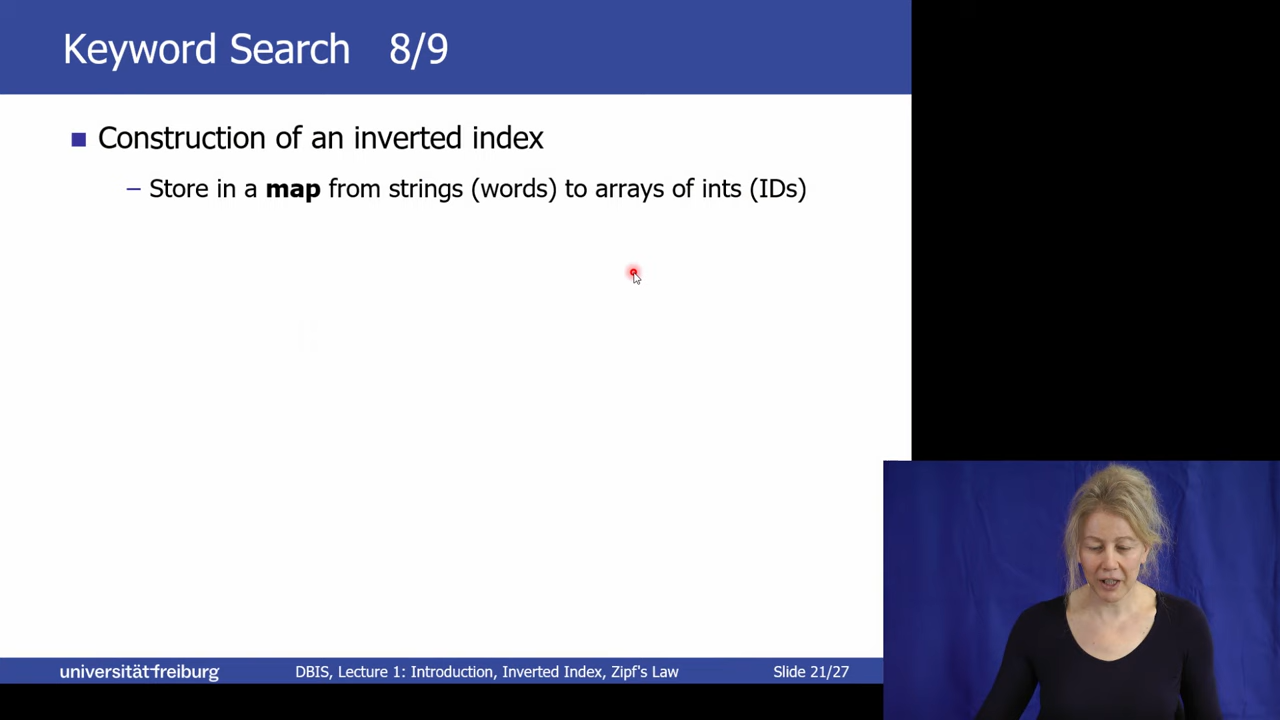 Keyword Search 8/9
Construction of an inverted index
– Store in a map from strings (words) to arrays of ints (IDs)
universität freiburg
DBIS, Lecture 1: Introduction, Inverted Index, Zipf's Law
Slide 21/27